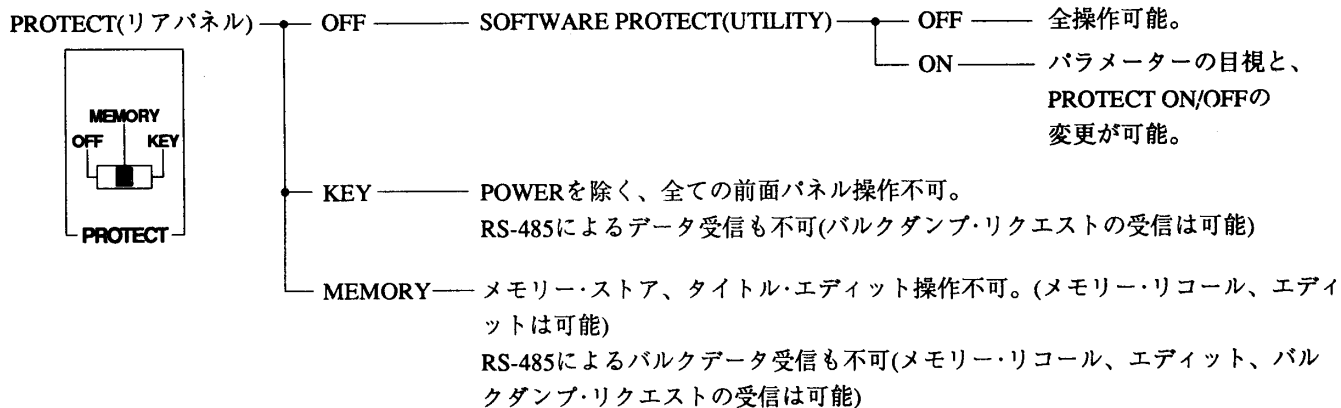 PROTECT(リアパネル) OFF SOFTWARE PROTECT(UTILITY) OFF 全操作可能。
ON パラメーターの目視と、
PROTECT ON/OFFの
変更が可能。
MEMORY
OFF KEY
PROTECT
KEY POWERを除く、全ての前面パネル操作不可。
RS-485によるデータ受信も不可(バルクダンプ·リクエストの受信は可能)
MEMORY メモリー·ストア、タイトル·エディット操作不可。(メモリー·リコール、エディ
ットは可能)
RS-485によるバルクデータ受信も不可(メモリー·リコール、エディット、バル
クダンプ·リクエストの受信は可能)